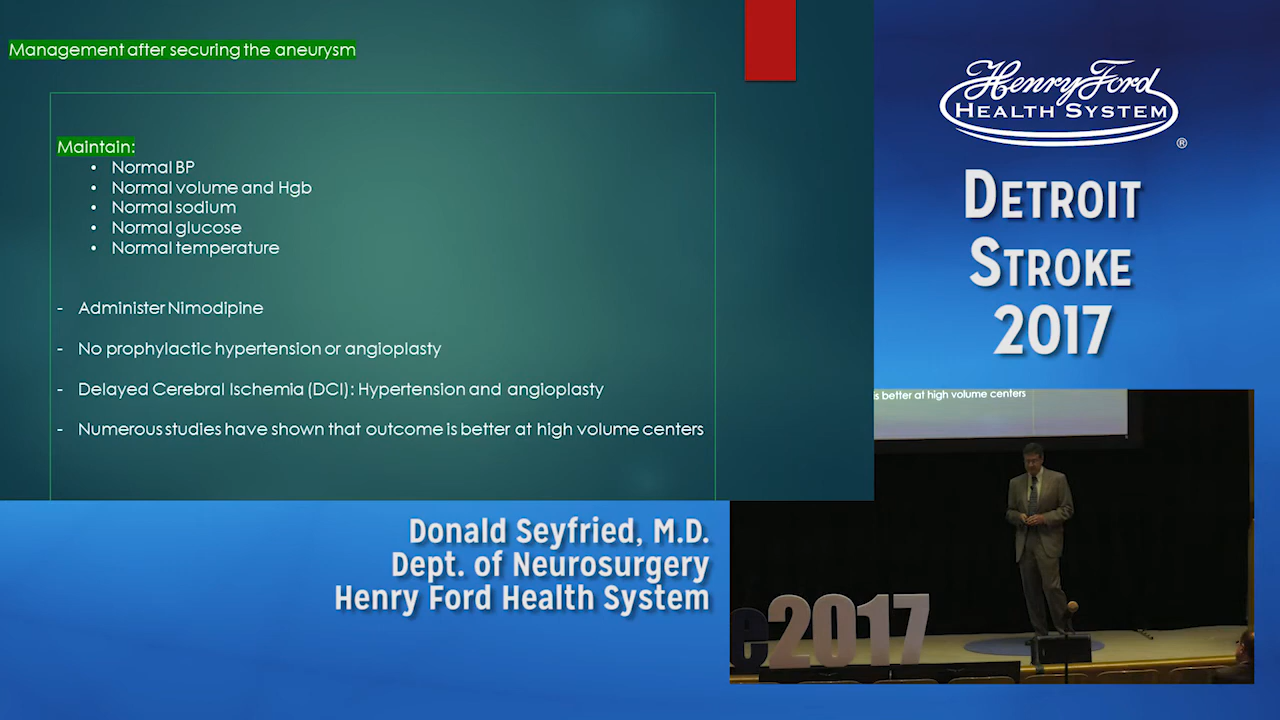 Management after securing the aneurysm
Maintain:
• Normal BP
• Normal volume and Hgb
• Normal sodium
• Normal glucose
• Normal temperature
- Administer Nimodipine
- No prophylactic hypertension or angioplasty
- Delayed Cerebral Ischemia (DCI): Hypertension and angioplasty
- Numerous studies have shown that outcome is better at high volume centers
Henry Ford
HEALTH SYSTEM
®
DETROIT
STROKE
2017
s better at high volume centers
e2017
Donald Seyfried, M.D.
Dept. of Neurosurgery
Henry Ford Health System